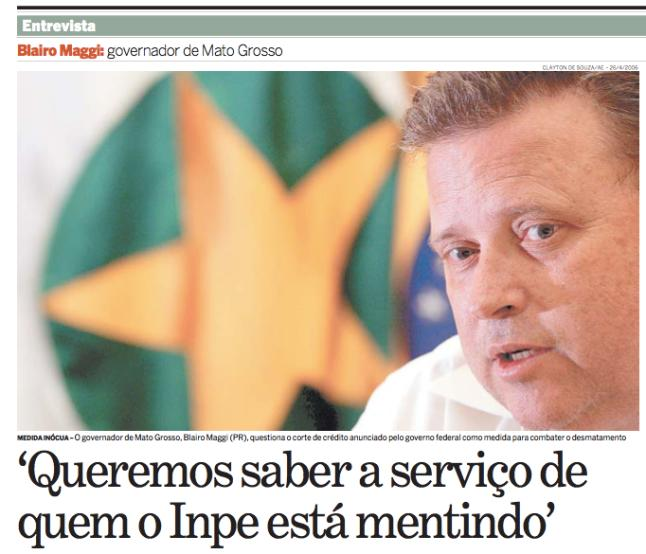 Entrevista
Blairo Maggi: governador de Mato Grosso
CLAYTON DE SOUZA/AE - 26/4/2006
MEDIDA INÓCUA - O governador de Mato Grosso, Blairo Maggi (PR), questiona o corte de crédito anunciado pelo governo federal como medida para combater o desmatamento
‘Queremos saber a serviço de
quem o Inpe está mentindo’